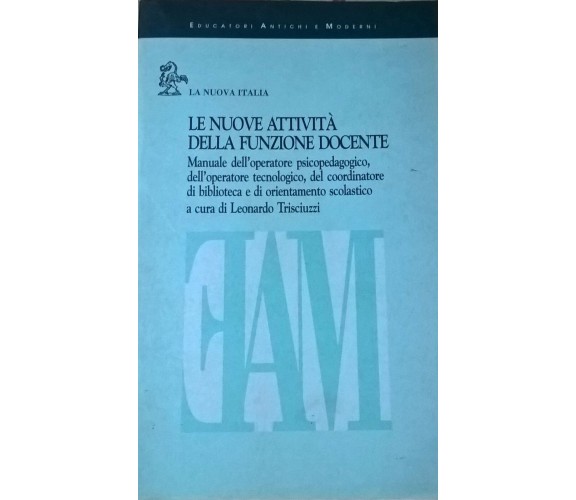 EDUCATORI ANTICHI E MODERNI
LA NUOVA ITALIA
LE NUOVE ATTIVITÀ
DELLA FUNZIONE DOCENTE
Manuale dell'operatore psicopedagogico,
dell'operatore tecnologico, del coordinatore
di biblioteca e di orientamento scolastico
a cura di Leonardo Trisciuzzi
EAM